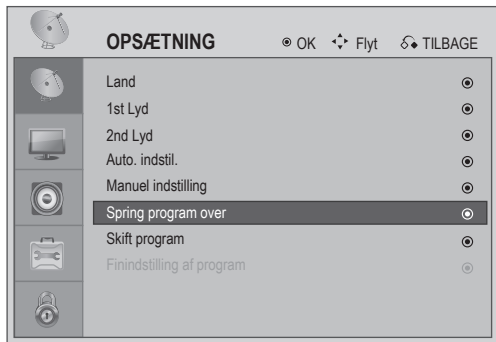 OPSÆTNING OK Flyt TILBAGE
Land
1st Lyd
2nd Lyd
Auto. indstil.
Manuel indstilling
Spring program over
Skift program
Finindstilling af program